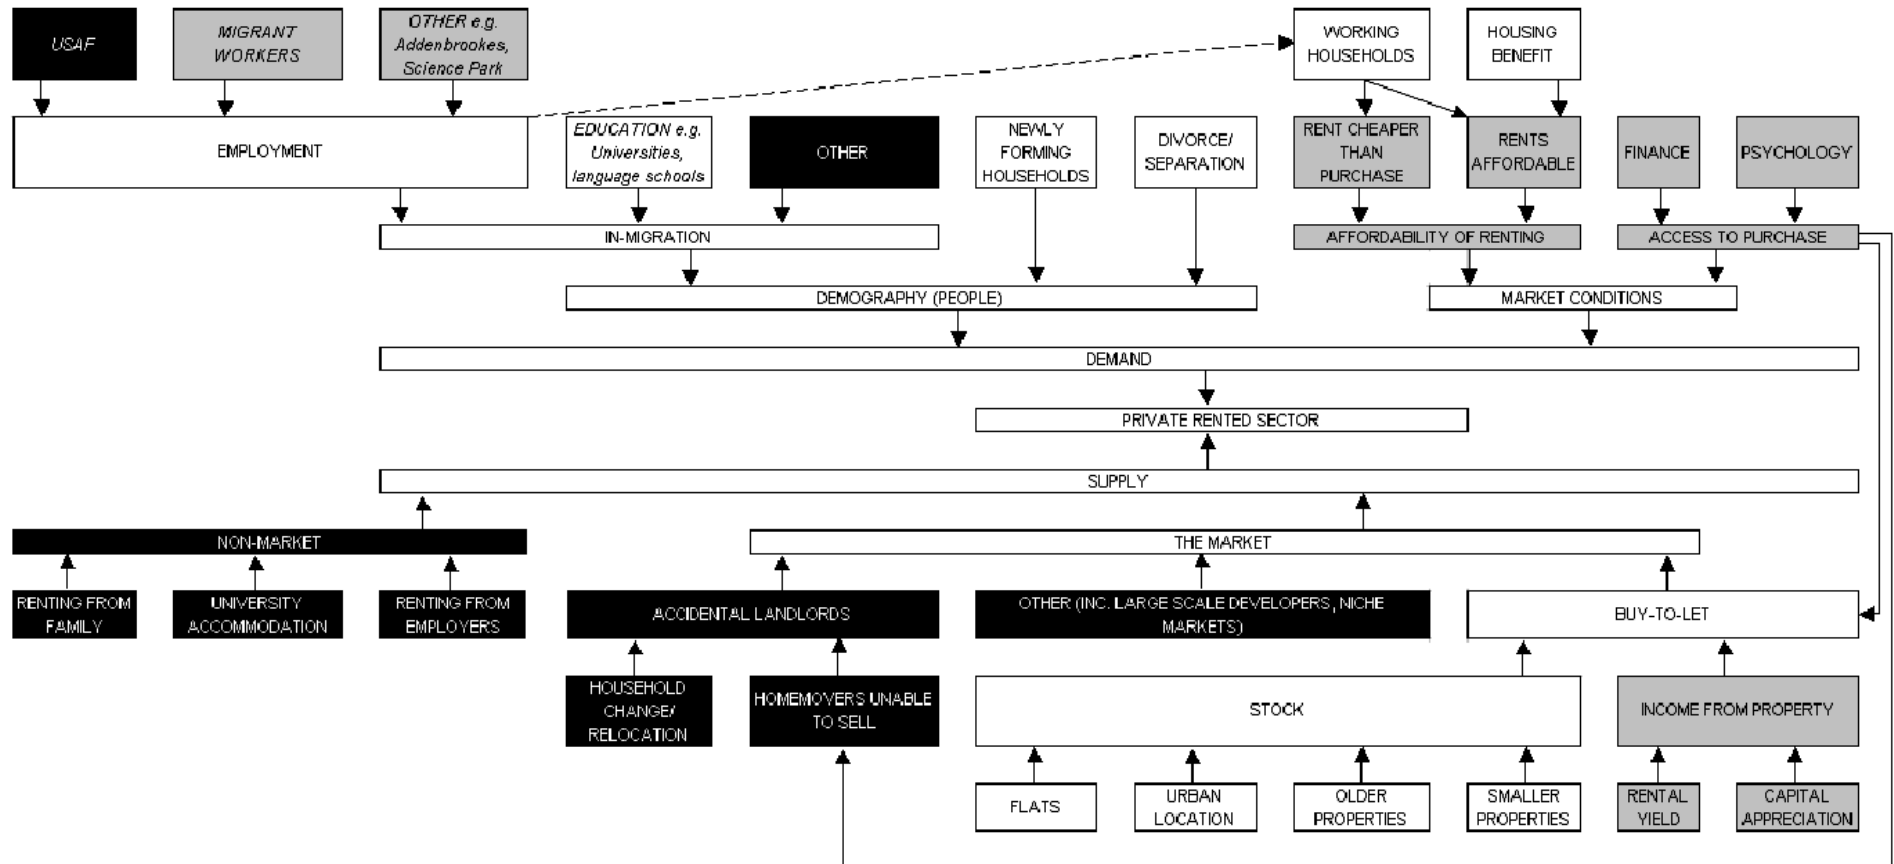 USAF
MIGRANT
WORKERS
OTHER e.g.
Addenbrookes,
Science Park
WORKING
HOUSEHOLDS
HOUSING
BENEFIT
EMPLOYMENT
EDUCATION e.g.
Universities,
language schools
OTHER
NEWLY
FORMING
HOUSEHOLDS
DIVORCE/
SEPARATION
RENT CHEAPER
THAN
PURCHASE
RENTS
AFFORDABLE
FINANCE
PSYCHOLOGY
IN-MIGRATION
AFFORDABILITY OF RENTING
ACCESS TO PURCHASE
DEMOGRAPHY (PEOPLE)
MARKET CONDITIONS
DEMAND
PRIVATE RENTED SECTOR
SUPPLY
NON-MARKET
THE MARKET
RENTING FROM
FAMILY
UNIVERSITY
ACCOMMODATION
RENTING FROM
EMPLOYERS
ACCIDENTAL LANDLORDS
OTHER (INC. LARGE SCALE DEVELOPERS, NICHE
MARKETS)
BUY-TO-LET
HOUSEHOLD
CHANGE/
RELOCATION
HOMEMOVERS UNABLE
TO SELL
STOCK
INCOME FROM PROPERTY
FLATS
URBAN
LOCATION
OLDER
PROPERTIES
SMALLER
PROPERTIES
RENTAL
YIELD
CAPITAL
APPRECIATION